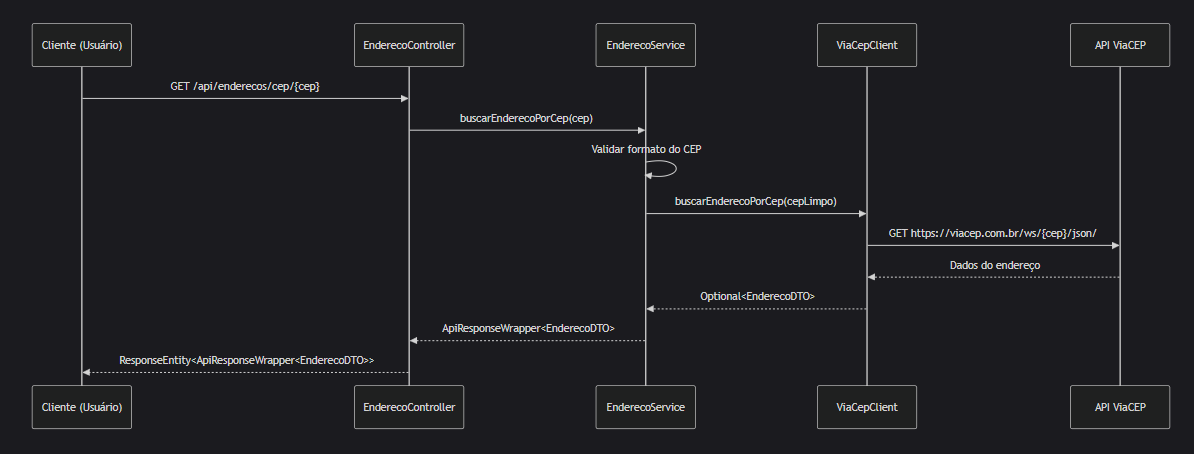 Cliente (Usuário)
EnderecoController
EnderecoService
ViaCepClient
API ViaCEP
GET /api/enderecos/cep/{cep}
buscarEnderecoPorCep(cep)
Validar formato do CEP
buscarEnderecoPorCep(cepLimpo)
GET https://viacep.com.br/ws/{cep}/json/
Dados do endereço
Optional<EnderecoDTO>
ApiResponseWrapper<EnderecoDTO>
ResponseEntity<ApiResponseWrapper<EnderecoDTO>>
Cliente (Usuário)
EnderecoController
EnderecoService
ViaCepClient
API ViaCEP